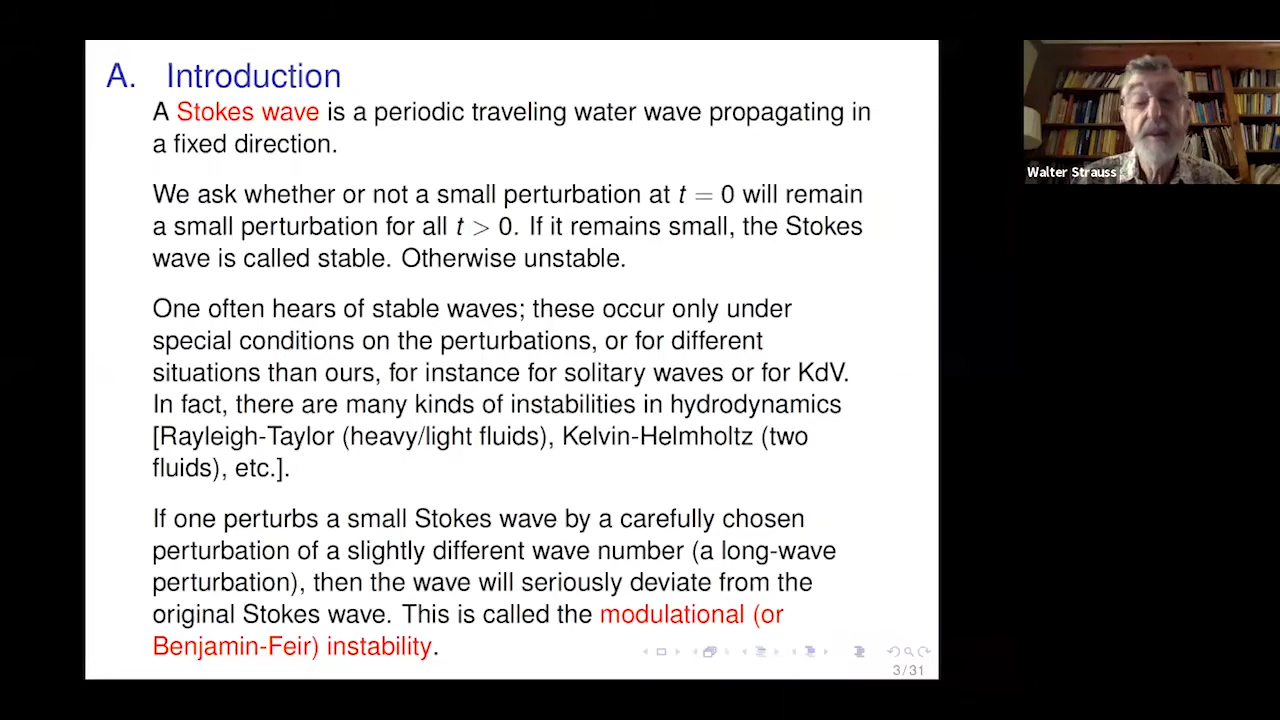 A. Introduction
A Stokes wave is a periodic traveling water wave propagating in
a fixed direction.
We ask whether or not a small perturbation at t = 0 will remain
a small perturbation for all t > 0. If it remains small, the Stokes
wave is called stable. Otherwise unstable.
One often hears of stable waves; these occur only under
special conditions on the perturbations, or for different
situations than ours, for instance for solitary waves or for KdV.
In fact, there are many kinds of instabilities in hydrodynamics
[Rayleigh-Taylor (heavy/light fluids), Kelvin-Helmholtz (two
fluids), etc.].
If one perturbs a small Stokes wave by a carefully chosen
perturbation of a slightly different wave number (a long-wave
perturbation), then the wave will seriously deviate from the
original Stokes wave. This is called the modulational (or
Benjamin-Feir) instability.
3/31
Walter Strauss